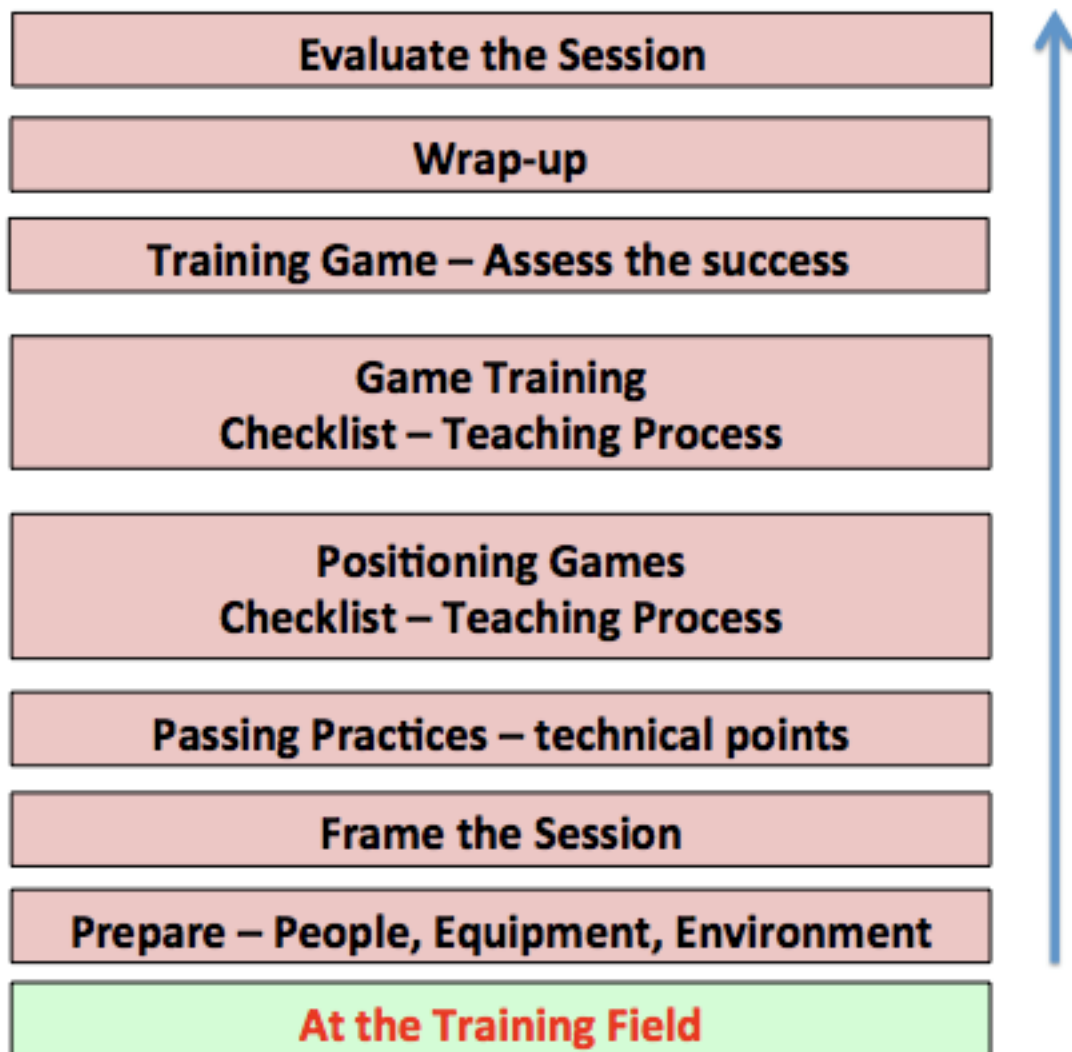 Evaluate the Session
Wrap-up
Training Game – Assess the success
Game Training
Checklist – Teaching Process
Positioning Games
Checklist – Teaching Process
Passing Practices – technical points
Frame the Session
Prepare – People, Equipment, Environment
At the Training Field